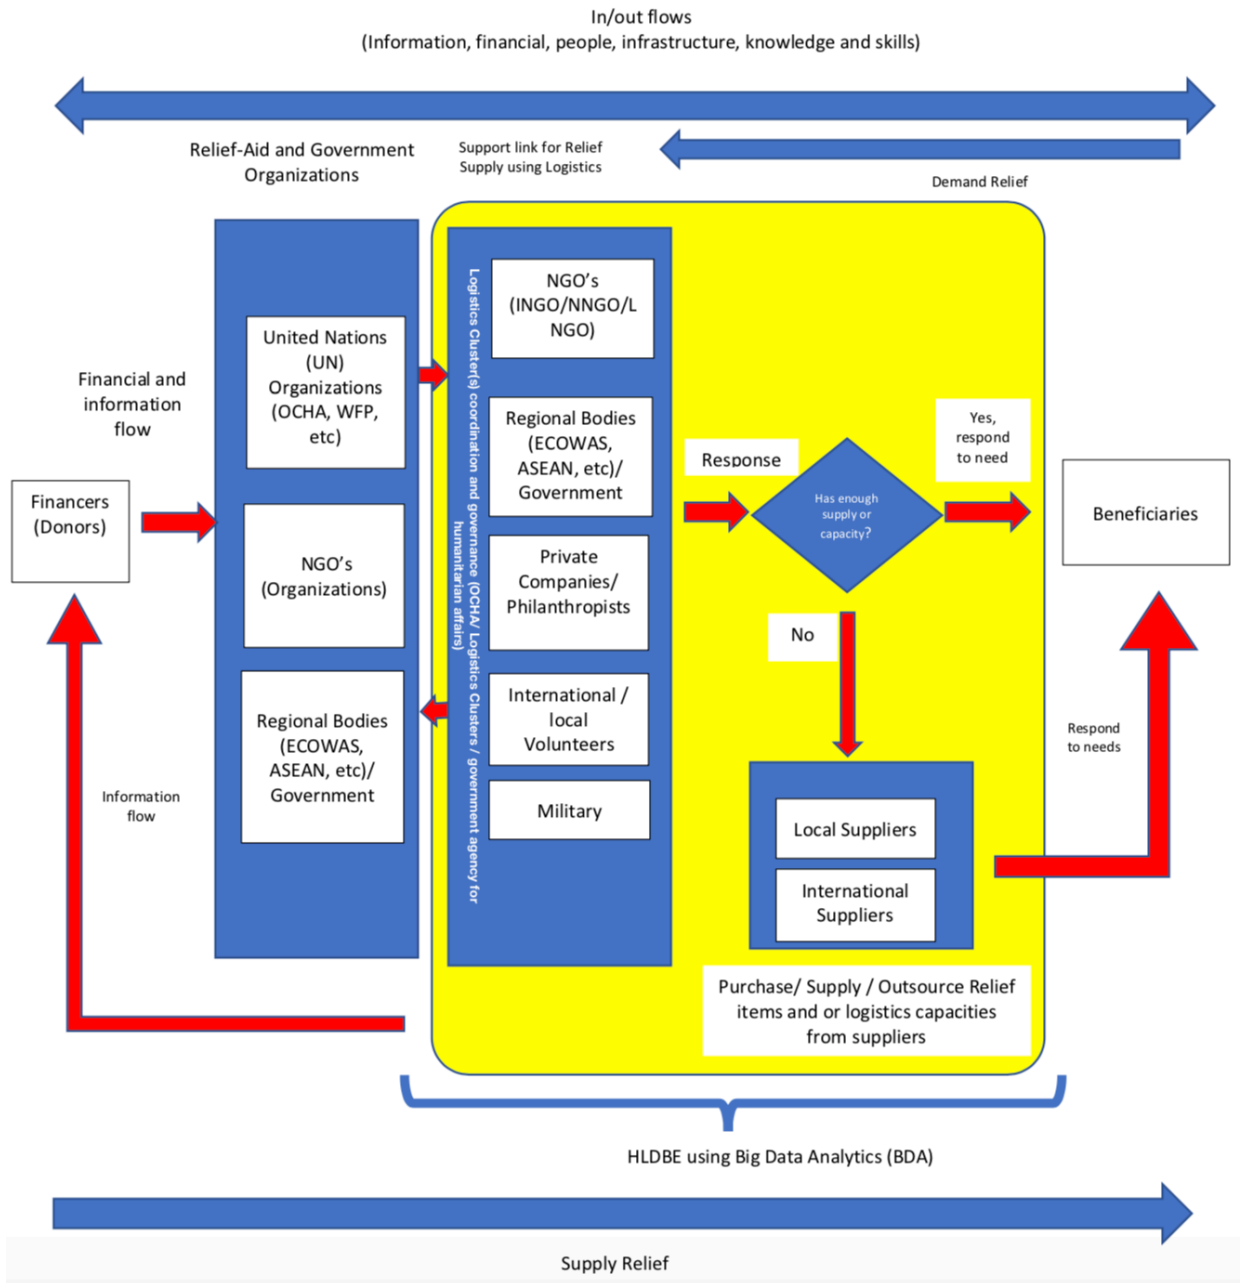 In/out flows
(Information, financial, people, infrastructure, knowledge and skills)
Relief-Aid and Government
Organizations
Support link for Relief
Supply using Logistics
Demand Relief
Financial and
information
flow
Financers
(Donors)
Information
flow
United Nations
(UN)
Organizations
(OCHA, WFP,
etc)
NGO’s
(Organizations)
Regional Bodies
(ECOWAS,
ASEAN, etc)/
Government
Logistics Cluster(s) coordination and governance (OCHA/ Logistics Clusters / government agency for
humanitarian affairs)
NGO’s
(INGO/NNGO/L
NGO)
Regional Bodies
(ECOWAS,
ASEAN, etc)/
Government
Private
Companies/
Philanthropists
International /
local
Volunteers
Military
Response
Has enough
supply or
capacity?
Yes,
respond
to need
No
Beneficiaries
Local Suppliers
International
Suppliers
Respond
to needs
Purchase/ Supply / Outsource Relief
items and or logistics capacities
from suppliers
HLDBE using Big Data Analytics (BDA)
Supply Relief